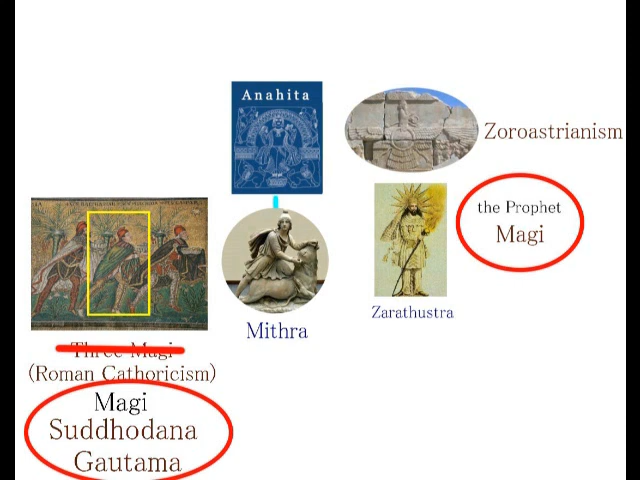 Anahita
Zoroastrianism
the Prophet
Magi
Zarathustra
Mithra
Three Magi
(Roman Cathoricism)
Magi
Suddhodana
Gautama